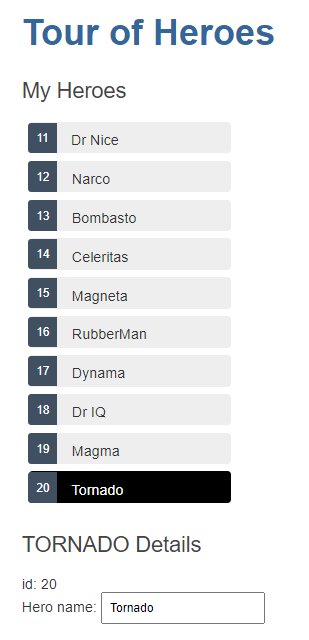 Tour of Heroes
My Heroes
11 Dr Nice
12 Narco
13 Bombasto
14 Celeritas
15 Magneta
16 RubberMan
17 Dynama
18 Dr IQ
19 Magma
20 Tornado
TORNADO Details
id: 20
Hero name: Tornado